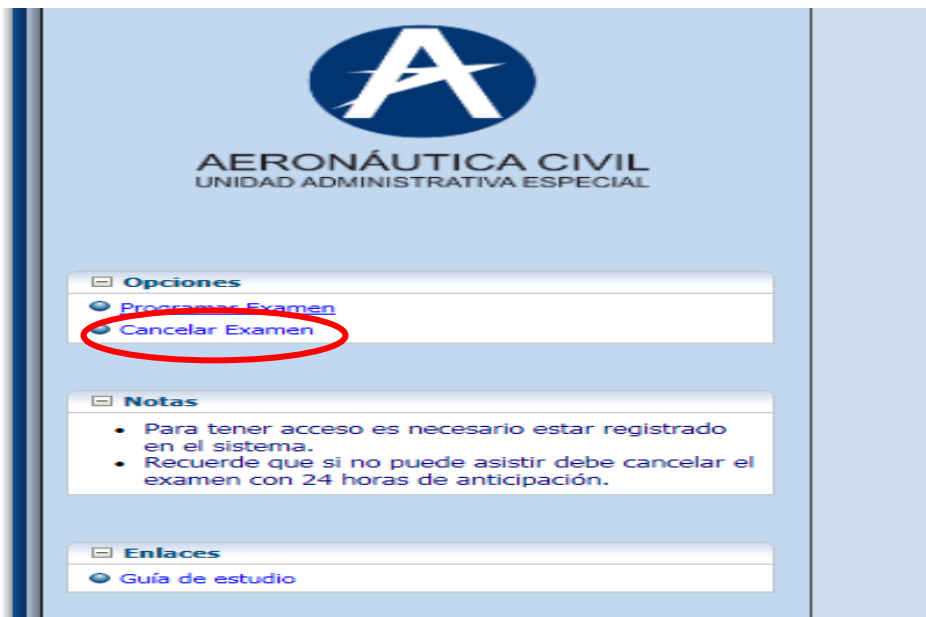 AERONÁUTICA CIVIL
UNIDAD ADMINISTRATIVA ESPECIAL
Opciones
Programar Examen
Cancelar Examen
Notas
Para tener acceso es necesario estar registrado
en el sistema.
Recuerde que si no puede asistir debe cancelar el
examen con 24 horas de anticipación.
Enlaces
Guía de estudio